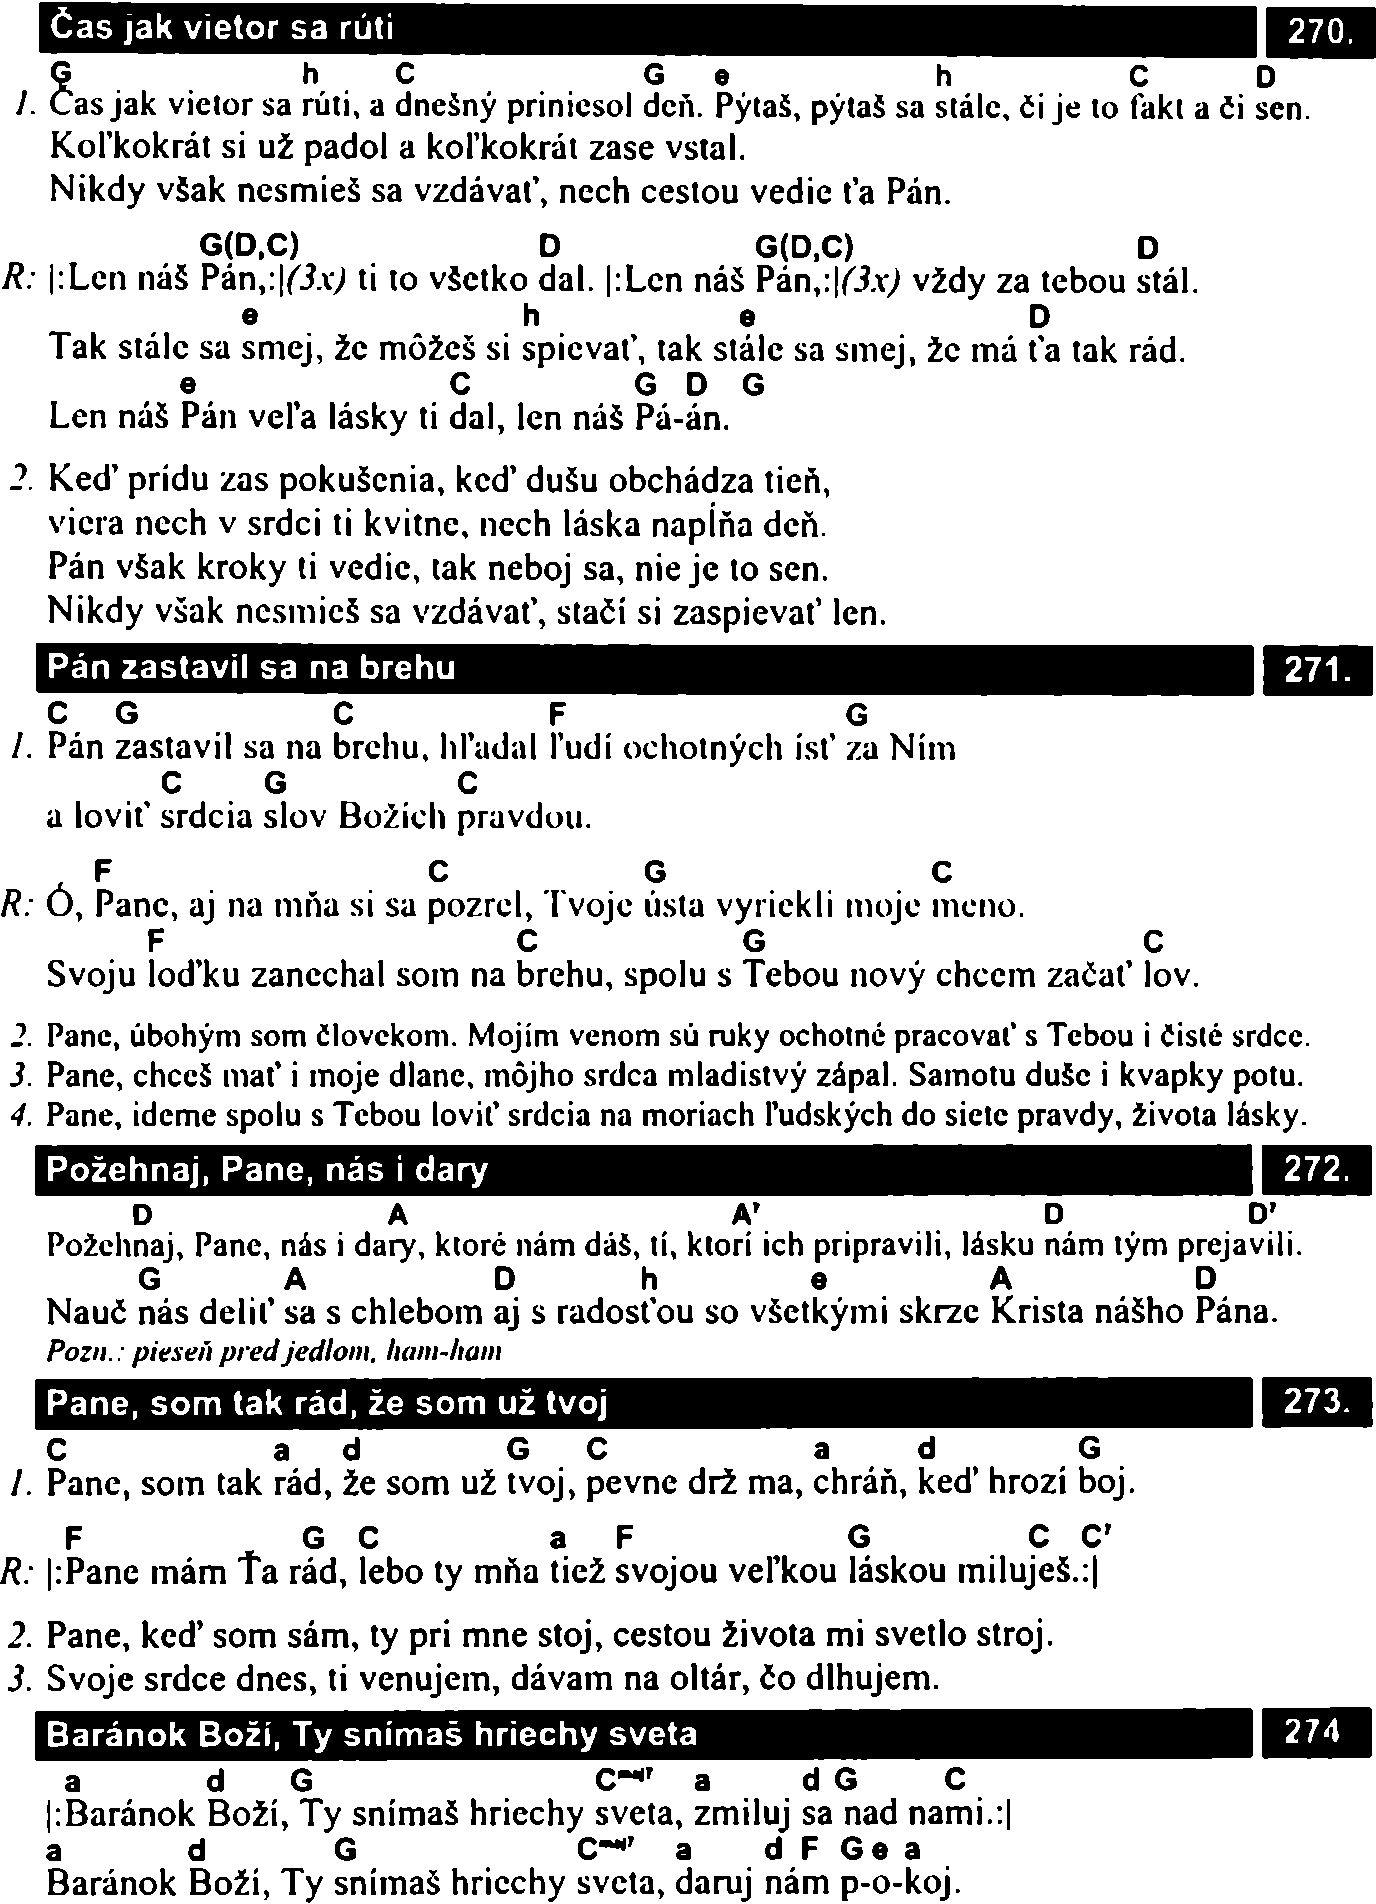 Čas jak vietor sa rúti 270.
G h C G e h C D
1. Čas jak vietor sa rúti, a dnešný priniesol deň. Pýtaš, pýtaš sa stále, či je to fakt a či sen.
Koľkokrát si už padol a koľkokrát zase vstal.
Nikdy však nesmieš sa vzdávať, nech cestou vedie ťa Pán.
G(D,C) D G(D,C) D
R: |:Len náš Pán,:|(3x) ti to všetko dal. |:Len náš Pán,:|(3x) vždy za tebou stál.
e h e D
Tak stále sa smej, že môžeš si spievať, tak stále sa smej, že má ťa tak rád.
e C G D G
Len náš Pán veľa lásky ti dal, len náš Pá-án.
2. Keď prídu zas pokušenia, keď dušu obchádza tieň,
viera nech v srdci ti kvitne, nech láska napĺňa deň.
Pán však kroky ti vedie, tak neboj sa, nie je to sen.
Nikdy však nesmieš sa vzdávať, stačí si zaspievať len.
Pán zastavil sa na brehu 271.
C G C F G
1. Pán zastavil sa na brehu, hľadal ľudí ochotných ísť za Ním
C G C
a loviť srdcia slov Božích pravdou.
F C G C
R: Ó, Pane, aj na mňa si sa pozrel, Tvoje ústa vyriekli moje meno.
F C G C
Svoju loďku zanechal som na brehu, spolu s Tebou nový chcem začať lov.
2. Pane, úbohým som človekom. Mojím venom sú ruky ochotné pracovať s Tebou i čisté srdce.
3. Pane, chceš mať i moje dlane, môjho srdca mladistvý zápal. Samotu duše i kvapky potu.
4. Pane, ideme spolu s Tebou loviť srdcia na moriach ľudských do siete pravdy, života lásky.
Požehnaj, Pane, nás i dary 272.
D A A7 D D7
Požehnaj, Pane, nás i dary, ktoré nám dáš, tí, ktorí ich pripravili, lásku nám tým prejavili.
G A D h e A D
Nauč nás deliť sa s chlebom aj s radosťou so všetkými skrze Krista nášho Pána.
Pozn.: pieseň pred jedlom, ham-ham
Pane, som tak rád, že som už tvoj 273.
C a d G C a d G
1. Pane, som tak rád, že som už tvoj, pevne drž ma, chráň, keď hrozí boj.
F G C a F G C C7
R: |:Pane mám Ťa rád, lebo ty mňa tiež svojou veľkou láskou miluješ.:|
2. Pane, keď som sám, ty pri mne stoj, cestou života mi svetlo stroj.
3. Svoje srdce dnes, ti venujem, dávam na oltár, čo dlhujem.
Baránok Boží, Ty snímaš hriechy sveta 274
a d G Cmaj7 a d G C
|:Baránok Boží, Ty snímaš hriechy sveta, zmiluj sa nad nami.:|
a d G Cmaj7 a d F G e a
Baránok Boží, Ty snímaš hriechy sveta, daruj nám p-o-koj.